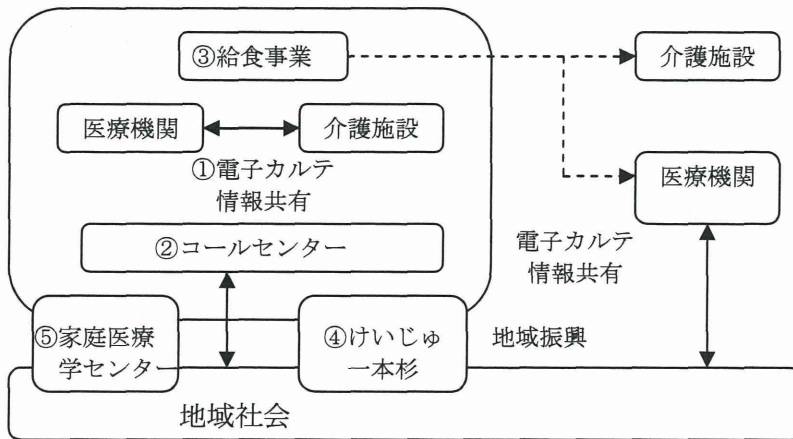 ③給食事業
介護施設
医療機関
介護施設
①電子カルテ
情報共有
医療機関
②コールセンター
電子カルテ
情報共有
⑤家庭医療
学センター
④けいじゅ
一本杉
地域振興
地域社会